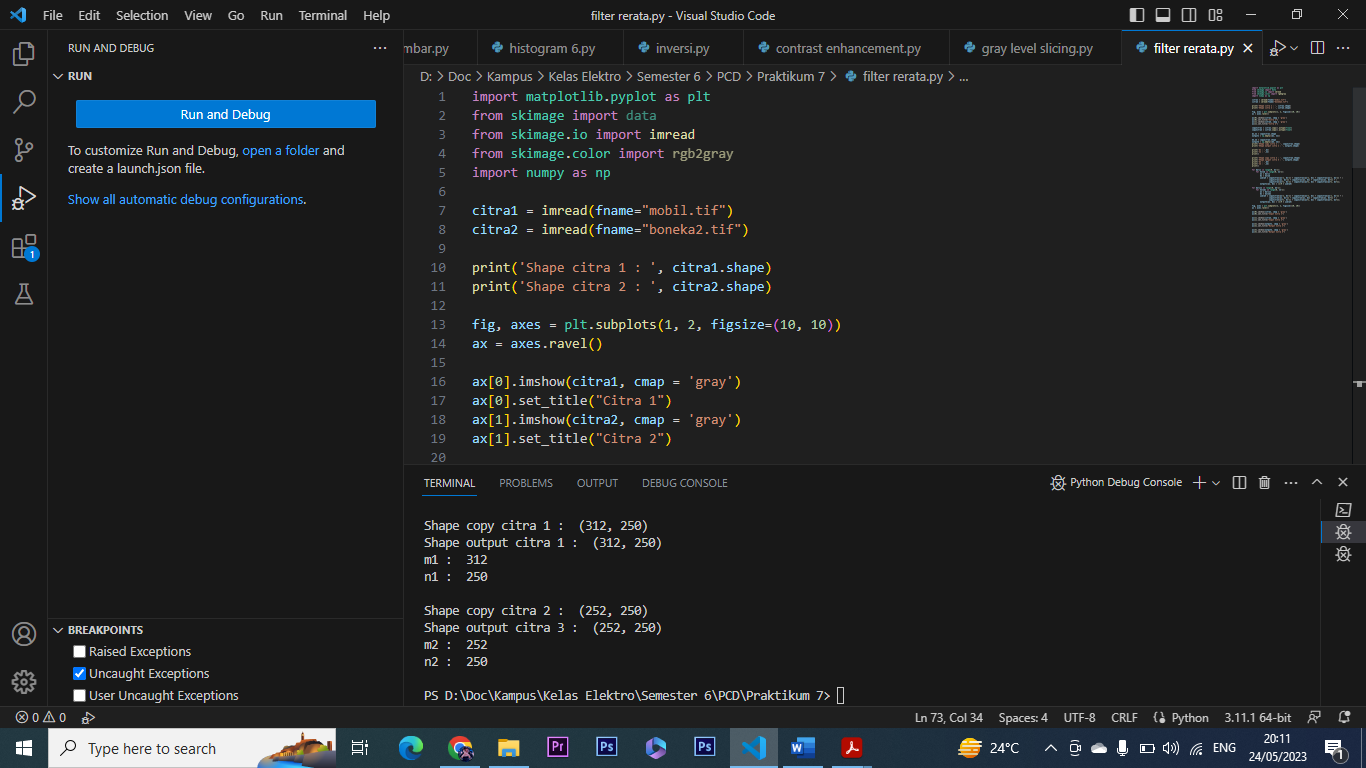 File Edit Selection View Go Run Terminal Help
filter rerata.py - Visual Studio Code
RUN AND DEBUG
RUN
Run and Debug
To customize Run and Debug, open a folder and
create a launch.json file.
Show all automatic debug configurations.
1
BREAKPOINTS
Raised Exceptions
Uncaught Exceptions
User Uncaught Exceptions
mbar.py histogram 6.py inversi.py contrast enhancement.py gray level slicing.py filter rerata.py
D: > Doc > Kampus > Kelas Elektro > Semester 6 > PCD > Praktikum 7 > filter rerata.py > ...
1 import matplotlib.pyplot as plt
2 from skimage import data
3 from skimage.io import imread
4 from skimage.color import rgb2gray
5 import numpy as np
6
7 citra1 = imread(fname="mobil.tif")
8 citra2 = imread(fname="boneka2.tif")
9
10 print('Shape citra 1 : ', citra1.shape)
11 print('Shape citra 2 : ', citra2.shape)
12
13 fig, axes = plt.subplots(1, 2, figsize=(10, 10))
14 ax = axes.ravel()
15
16 ax[0].imshow(citra1, cmap = 'gray')
17 ax[0].set_title("Citra 1")
18 ax[1].imshow(citra2, cmap = 'gray')
19 ax[1].set_title("Citra 2")
20
TERMINAL PROBLEMS OUTPUT DEBUG CONSOLE
Python Debug Console
Shape copy citra 1 :  (312, 250)
Shape output citra 1 :  (312, 250)
m1 :  312
n1 :  250
Shape copy citra 2 :  (252, 250)
Shape output citra 3 :  (252, 250)
m2 :  252
n2 :  250
PS D:\Doc\Kampus\Kelas Elektro\Semester 6\PCD\Praktikum 7>
0 0
Ln 73, Col 34 Spaces: 4 UTF-8 CRLF Python 3.11.1 64-bit
Type here to search
Pr Ps Ps
24°C
ENG
20:11
24/05/2023
1